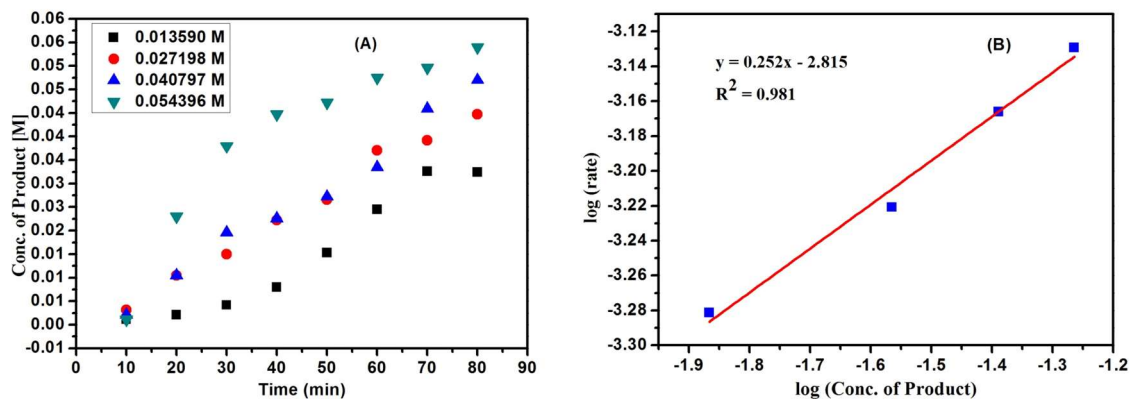 (A)
0.013590 M
0.027198 M
0.040797 M
0.054396 M
Conc. of Product [M]
0.06
0.06
0.05
0.05
0.04
0.04
0.03
0.03
0.02
0.01
0.01
0.01
0.00
-0.01
0 10 20 30 40 50 60 70 80 90
Time (min)
(B)
y = 0.252x - 2.815
R² = 0.981
log (rate)
-3.12
-3.14
-3.16
-3.18
-3.20
-3.22
-3.24
-3.26
-3.28
-3.30
-1.9 -1.8 -1.7 -1.6 -1.5 -1.4 -1.3 -1.2
log (Conc. of Product)